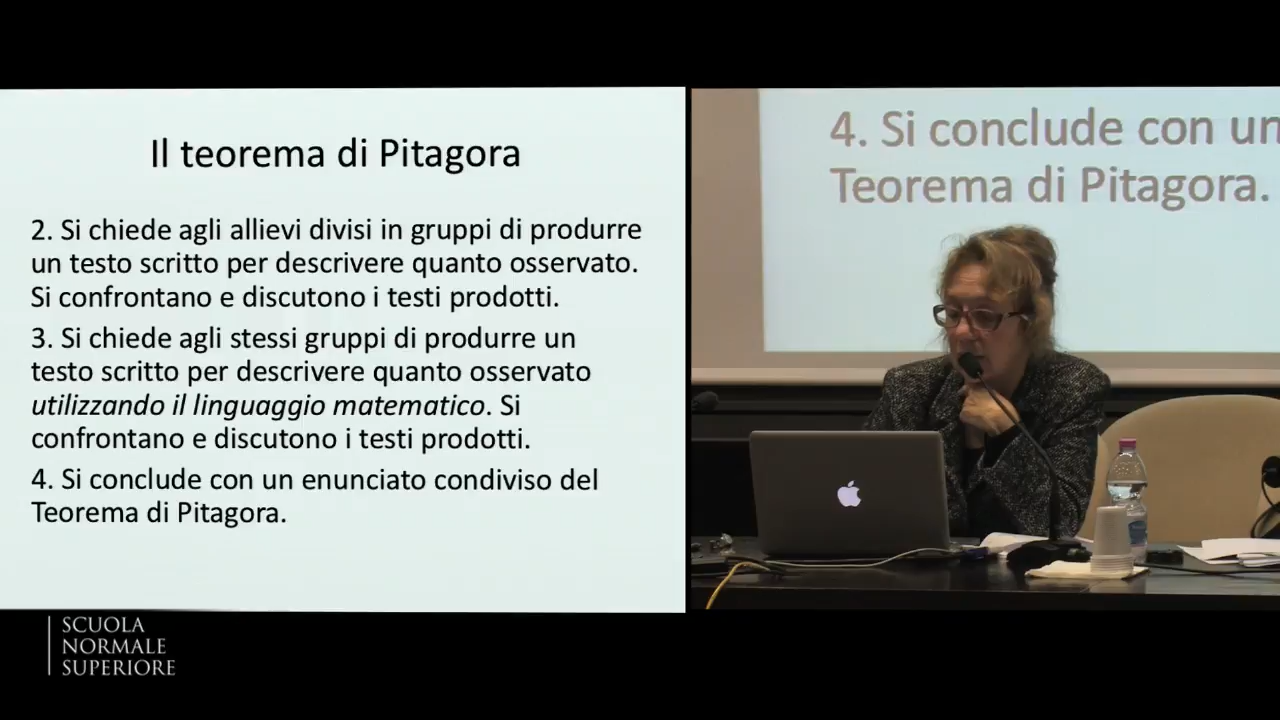 Il teorema di Pitagora
2. Si chiede agli allievi divisi in gruppi di produrre
un testo scritto per descrivere quanto osservato.
Si confrontano e discutono i testi prodotti.
3. Si chiede agli stessi gruppi di produrre un
testo scritto per descrivere quanto osservato
utilizzando il linguaggio matematico. Si
confrontano e discutono i testi prodotti.
4. Si conclude con un enunciato condiviso del
Teorema di Pitagora.
4. Si conclude con un
Teorema di Pitagora.
SCUOLA
NORMALE
SUPERIORE